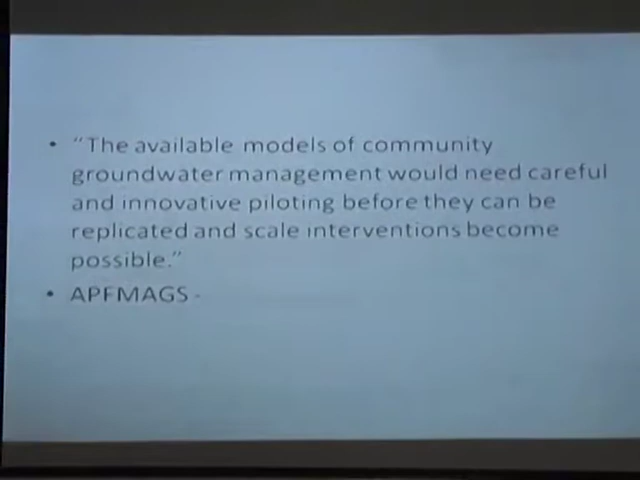 • “The available models of community
groundwater management would need careful
and innovative piloting before they can be
replicated and scale interventions become
possible.”
• APFMAGS -